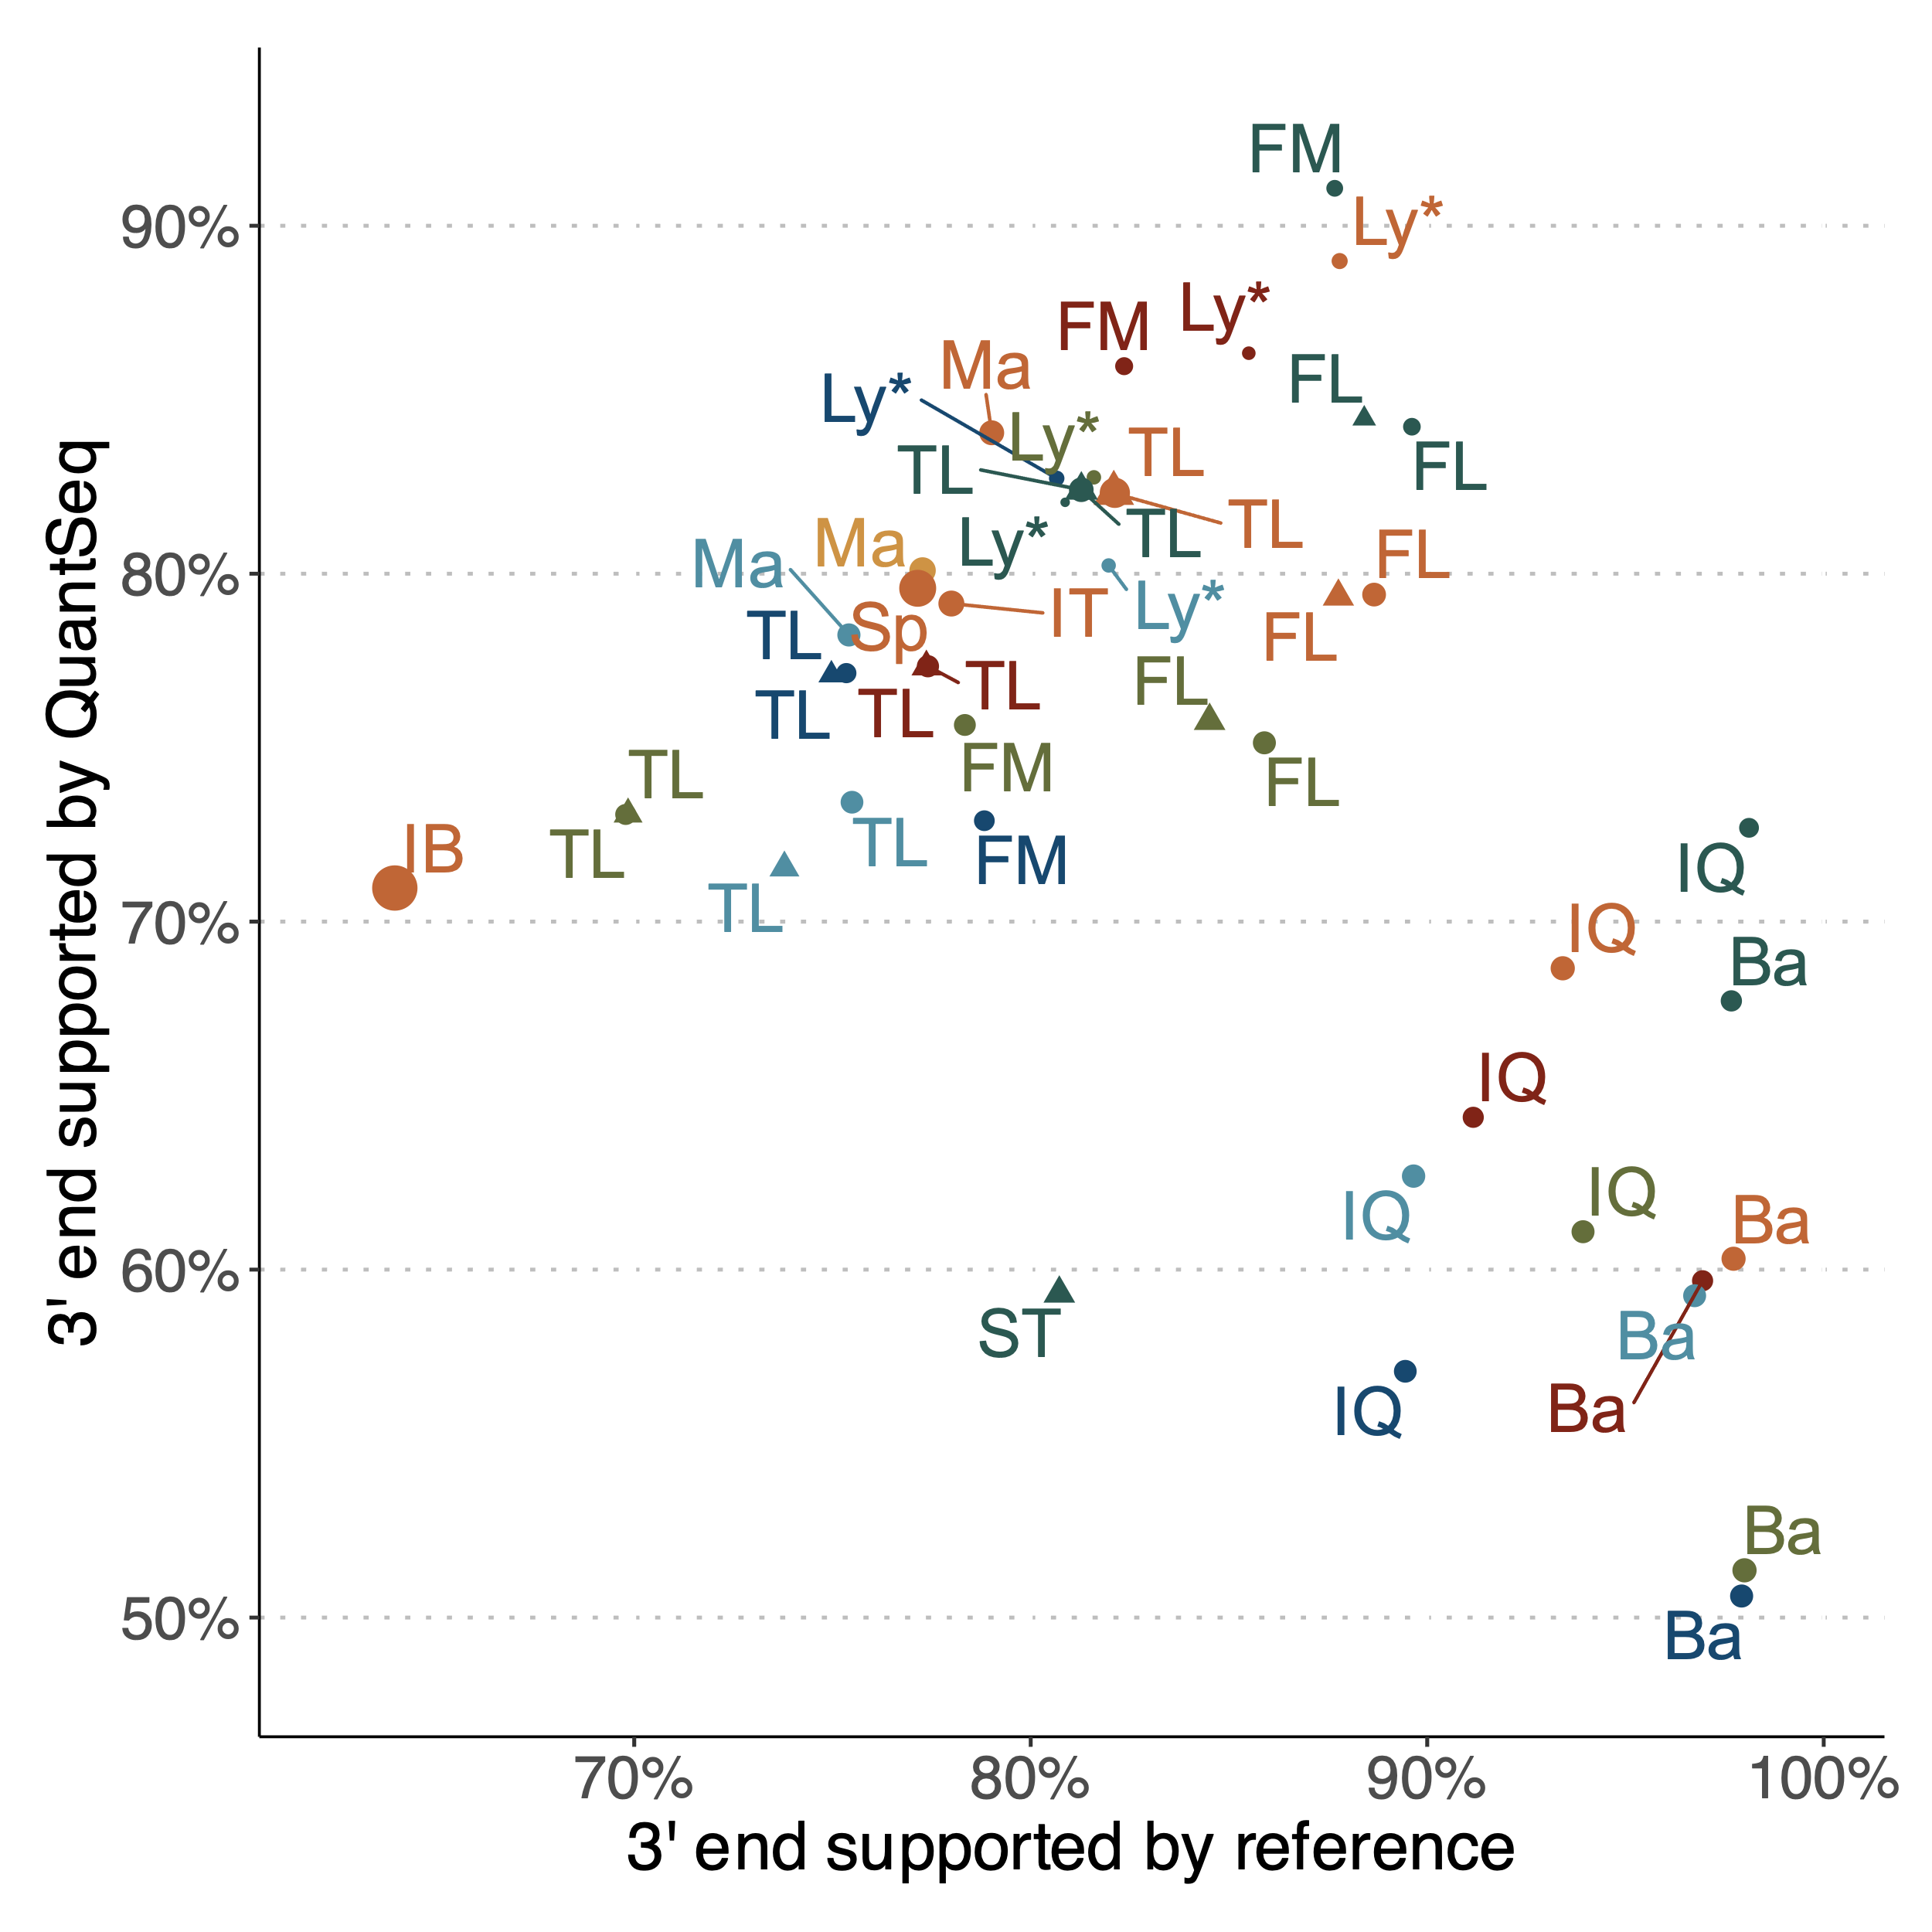 FM
90%
Ly*
Ly*
FM
Ma
FL
Ly*
Ly*
TL
TL
FL
TL
TL
Ma
Ly*
TL
FL
80%
Ma
IT
Ly*
TL
Sp
FL
FL
TL
TL
TL
TL
FM
FL
TL
IB
TL
TL
FM
IQ
TL
70%
IQ
Ba
IQ
IQ
IQ
Ba
60%
ST
Ba
IQ
Ba
Ba
50%
Ba
70%
80%
90%
100%
3' end supported by reference
3' end supported by QuantSeq